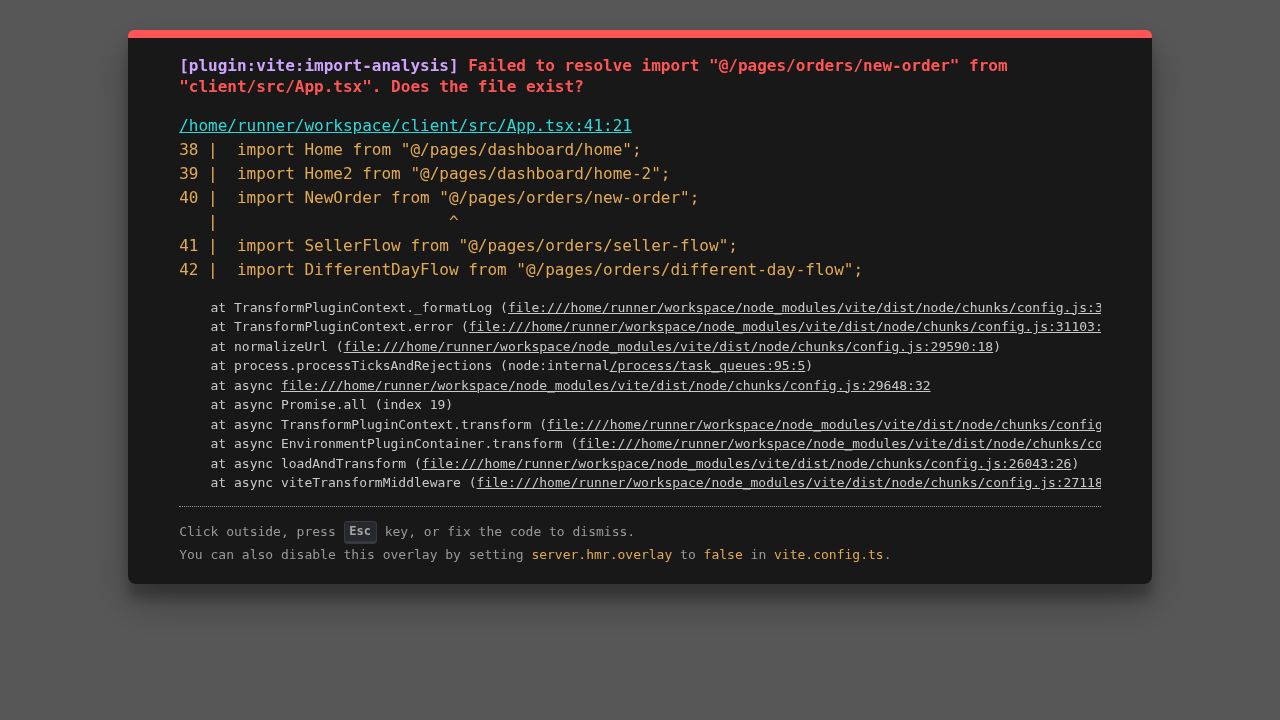 [plugin:vite:import-analysis] Failed to resolve import "@/pages/orders/new-order" from
"client/src/App.tsx". Does the file exist?
/home/runner/workspace/client/src/App.tsx:41:21
38 |  import Home from "@/pages/dashboard/home";
39 |  import Home2 from "@/pages/dashboard/home-2";
40 |  import NewOrder from "@/pages/orders/new-order";
   |                        ^
41 |  import SellerFlow from "@/pages/orders/seller-flow";
42 |  import DifferentDayFlow from "@/pages/orders/different-day-flow";
at TransformPluginContext._formatLog (file:///home/runner/workspace/node_modules/vite/dist/node/chunks/config.js:3
at TransformPluginContext.error (file:///home/runner/workspace/node_modules/vite/dist/node/chunks/config.js:31103:
at normalizeUrl (file:///home/runner/workspace/node_modules/vite/dist/node/chunks/config.js:29590:18)
at process.processTicksAndRejections (node:internal/process/task_queues:95:5)
at async file:///home/runner/workspace/node_modules/vite/dist/node/chunks/config.js:29648:32
at async Promise.all (index 19)
at async TransformPluginContext.transform (file:///home/runner/workspace/node_modules/vite/dist/node/chunks/config
at async EnvironmentPluginContainer.transform (file:///home/runner/workspace/node_modules/vite/dist/node/chunks/co
at async loadAndTransform (file:///home/runner/workspace/node_modules/vite/dist/node/chunks/config.js:26043:26)
at async viteTransformMiddleware (file:///home/runner/workspace/node_modules/vite/dist/node/chunks/config.js:27118
Click outside, press Esc key, or fix the code to dismiss.
You can also disable this overlay by setting server.hmr.overlay to false in vite.config.ts.